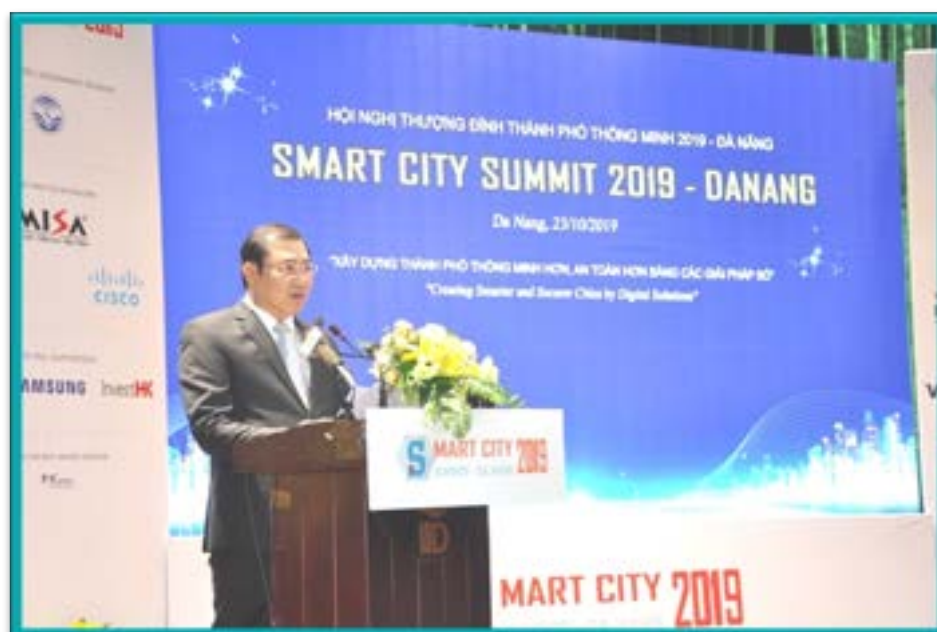 HỘI NGHỊ THƯỢNG ĐỈNH THÀNH PHỐ THÔNG MINH 2019 - ĐÀ NẴNG
SMART CITY SUMMIT 2019 - DANANG
Da Nang, 23/10/2019
"XÂY DỰNG THÀNH PHỐ THÔNG MINH HƠN, AN TOÀN HƠN BẰNG CÁC GIẢI PHÁP SỐ"
"Creating Smarter and Securer Cities by Digital Solutions"
MISA
CISCO
SAMSUNG
InvestHK
SMART CITY 2019
MART CITY 2019